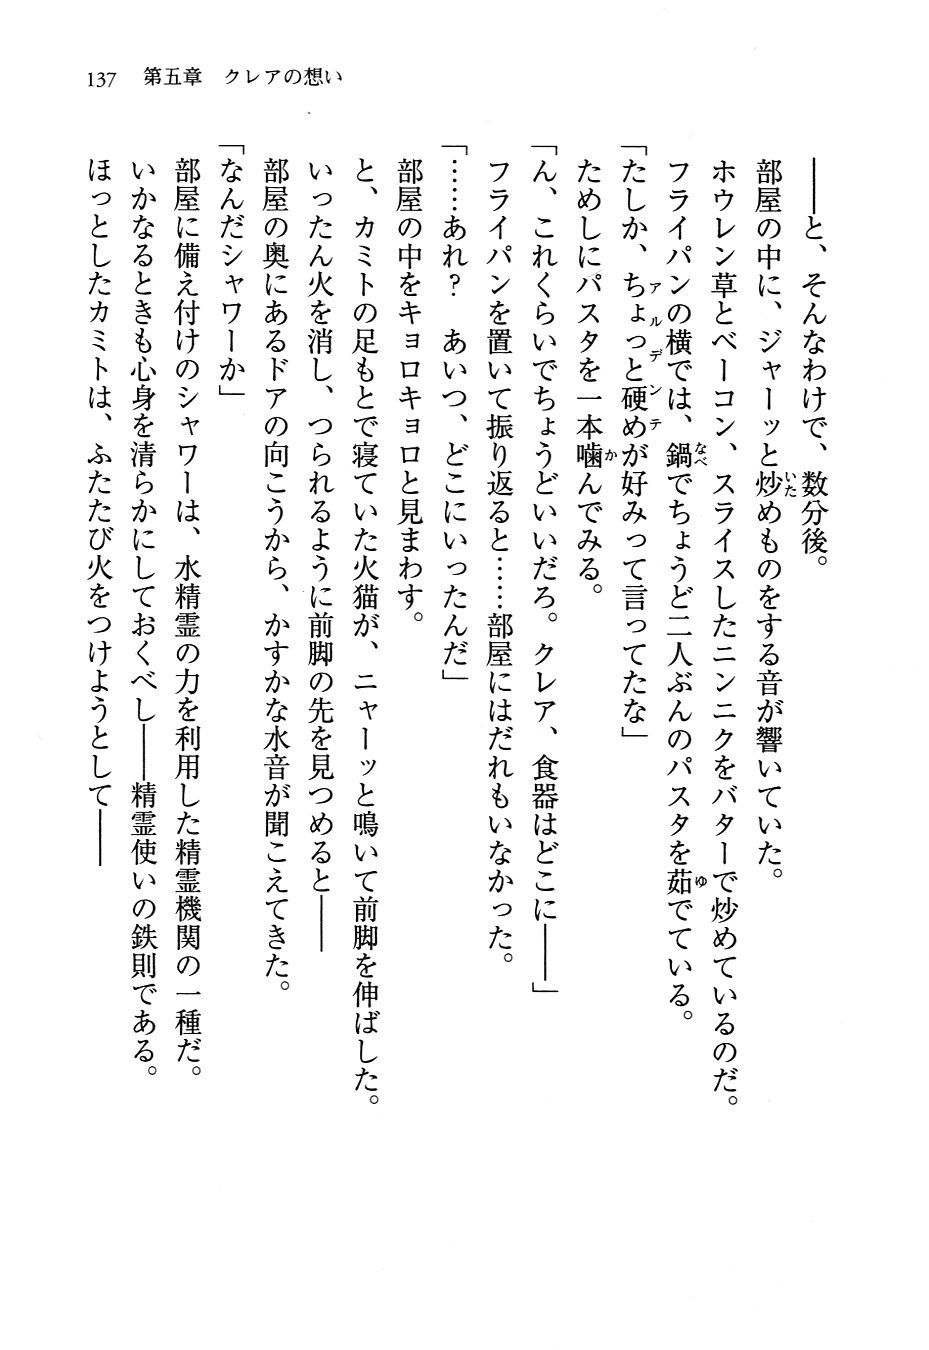 137　第五章　クレアの想い
――と、そんなわけで、数分後。
部屋の中に、ジャーッと炒めものをする音が響いていた。
ホウレン草とベーコン、スライスしたニンニクをバターで炒めているのだ。
フライパンの横では、鍋でちょうど二人ぶんのパスタを茹でている。
「たしか、ちょっと硬めが好みって言ってたな」
ためしにパスタを一本噛んでみる。
「ん、これくらいでちょうどいいだろ。クレア、食器はどこに――」
フライパンを置いて振り返ると……部屋にはだれもいなかった。
「……あれ？　あいつ、どこにいったんだ」
部屋の中をキョロキョロと見まわす。
と、カミトの足もとで寝ていた火猫が、ニャーッと鳴いて前脚を伸ばした。
いったん火を消し、つられるように前脚の先を見つめると――
部屋の奥にあるドアの向こうから、かすかな水音が聞こえてきた。
「なんだシャワーか」
部屋に備え付けのシャワーは、水精霊の力を利用した精霊機関の一種だ。
いかなるときも心身を清らかにしておくべし――精霊使いの鉄則である。
ほっとしたカミトは、ふたたび火をつけようとして――